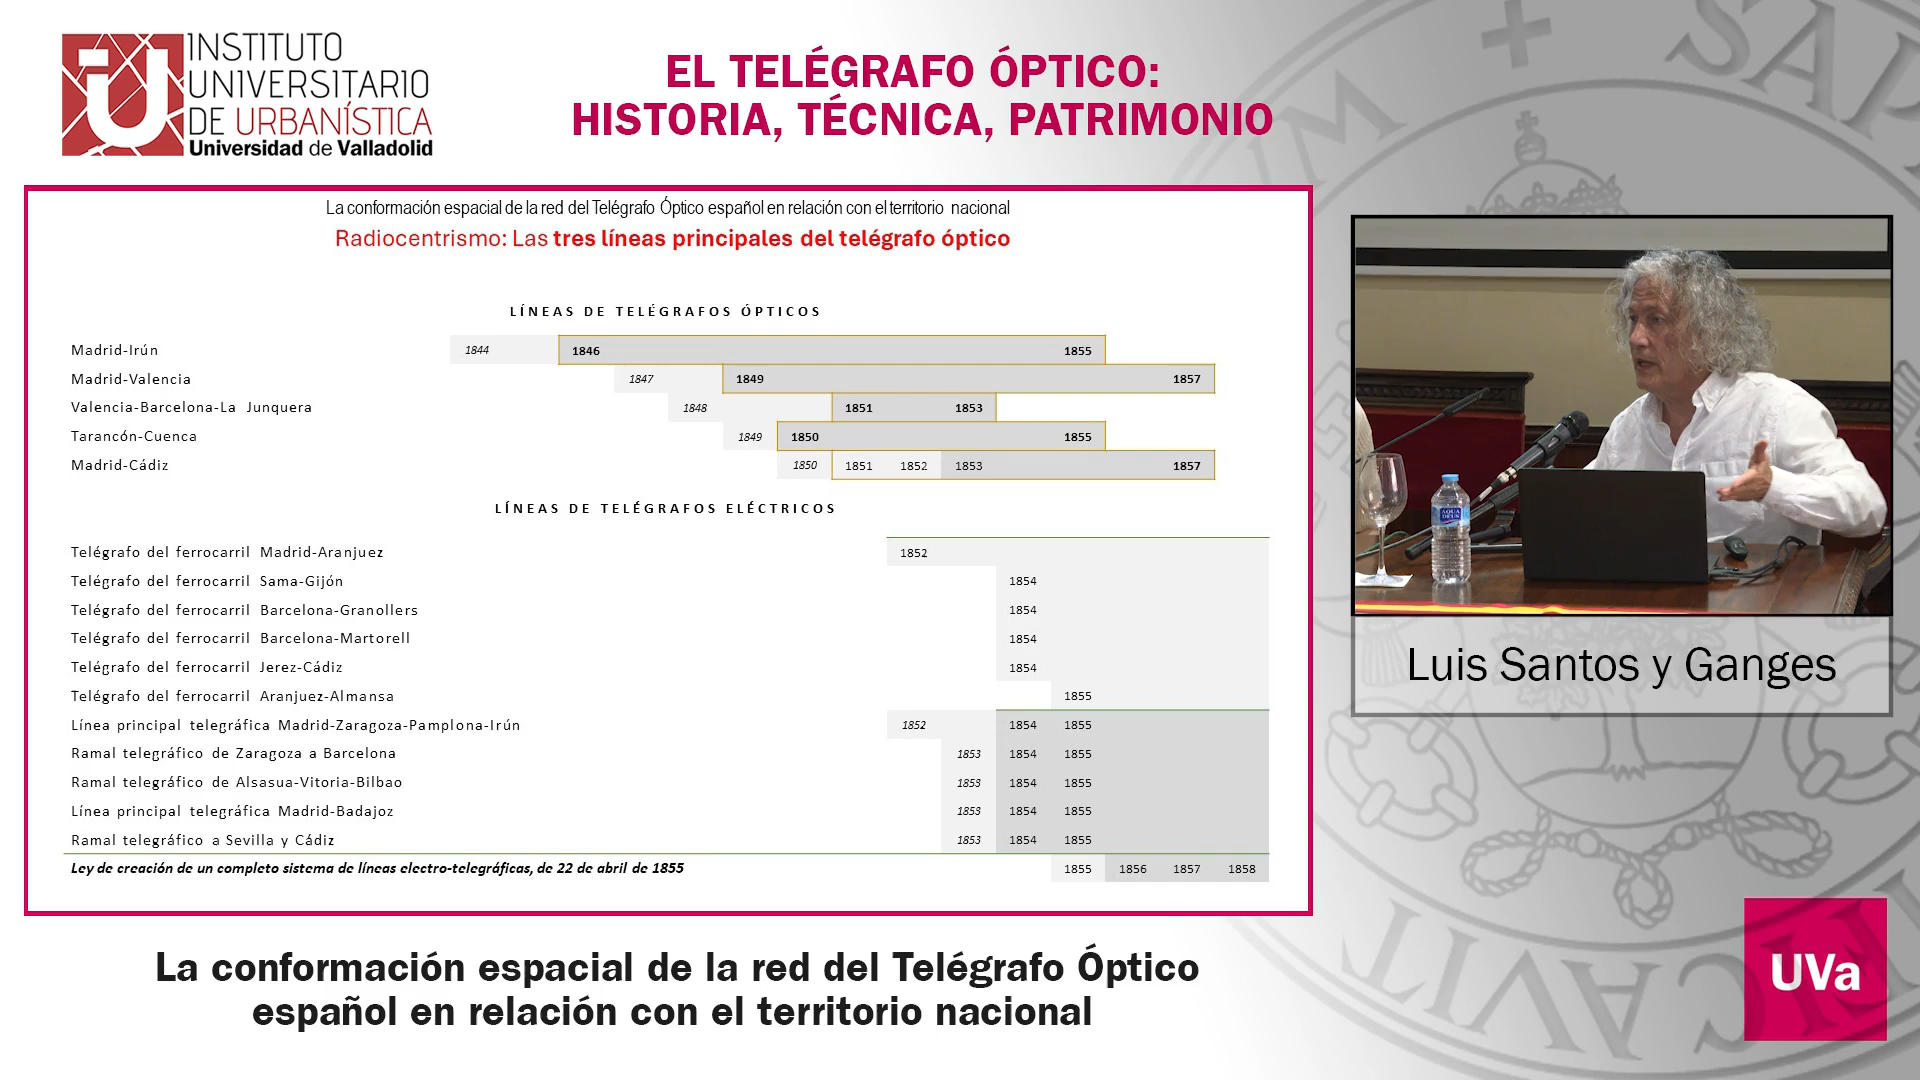 INSTITUTO
UNIVERSITARIO
DE URBANÍSTICA
Universidad de Valladolid
EL TELÉGRAFO ÓPTICO:
HISTORIA, TÉCNICA, PATRIMONIO
La conformación espacial de la red del Telégrafo Óptico español en relación con el territorio nacional
Radiocentrismo: Las tres líneas principales del telégrafo óptico
LÍNEAS DE TELÉGRAFOS ÓPTICOS
Madrid-Irún 1844 1846 1855
Madrid-Valencia 1847 1849 1857
Valencia-Barcelona-La Junquera 1848 1851 1853
Tarancón-Cuenca 1849 1850 1855
Madrid-Cádiz 1850 1851 1852 1853 1857
LÍNEAS DE TELÉGRAFOS ELÉCTRICOS
Telégrafo del ferrocarril Madrid-Aranjuez 1852
Telégrafo del ferrocarril Sama-Gijón 1854
Telégrafo del ferrocarril Barcelona-Granollers 1854
Telégrafo del ferrocarril Barcelona-Martorell 1854
Telégrafo del ferrocarril Jerez-Cádiz 1854
Telégrafo del ferrocarril Aranjuez-Almansa 1855
Línea principal telegráfica Madrid-Zaragoza-Pamplona-Irún 1852 1854 1855
Ramal telegráfico de Zaragoza a Barcelona 1853 1854 1855
Ramal telegráfico de Alsasua-Vitoria-Bilbao 1853 1854 1855
Línea principal telegráfica Madrid-Badajoz 1853 1854 1855
Ramal telegráfico a Sevilla y Cádiz 1853 1854 1855
Ley de creación de un completo sistema de líneas electro-telegráficas, de 22 de abril de 1855 1855 1856 1857 1858
AQUA
DEUS
Luis Santos y Ganges
La conformación espacial de la red del Telégrafo Óptico
español en relación con el territorio nacional
UVa